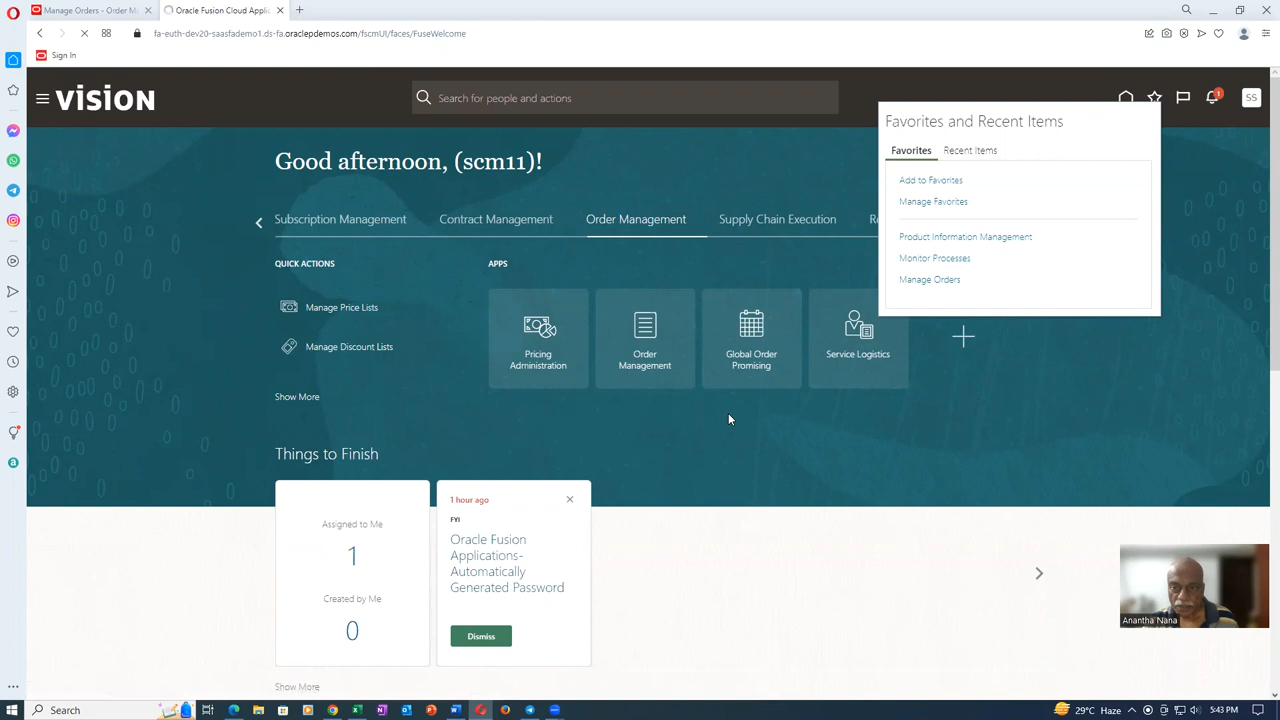 Manage Orders - Order M
Oracle Fusion Cloud Applic
fa-euth-dev20-saasfademo1.ds-fa.oraclepdemos.com/fscmUI/faces/FuseWelcome
Sign In
VISION
Search for people and actions
1
SS
Favorites and Recent Items
Favorites
Recent Items
Add to Favorites
Manage Favorites
Product Information Management
Monitor Processes
Manage Orders
Good afternoon, (scm11)!
Subscription Management
Contract Management
Order Management
Supply Chain Execution
QUICK ACTIONS
APPS
Manage Price Lists
Manage Discount Lists
Show More
Pricing
Administration
Order
Management
Global Order
Promising
Service Logistics
Things to Finish
Assigned to Me
1
Created by Me
0
1 hour ago
FYI
Oracle Fusion
Applications-
Automatically
Generated Password
Dismiss
Show More
Anantha Nana
Search
29°C Haze
5:43 PM